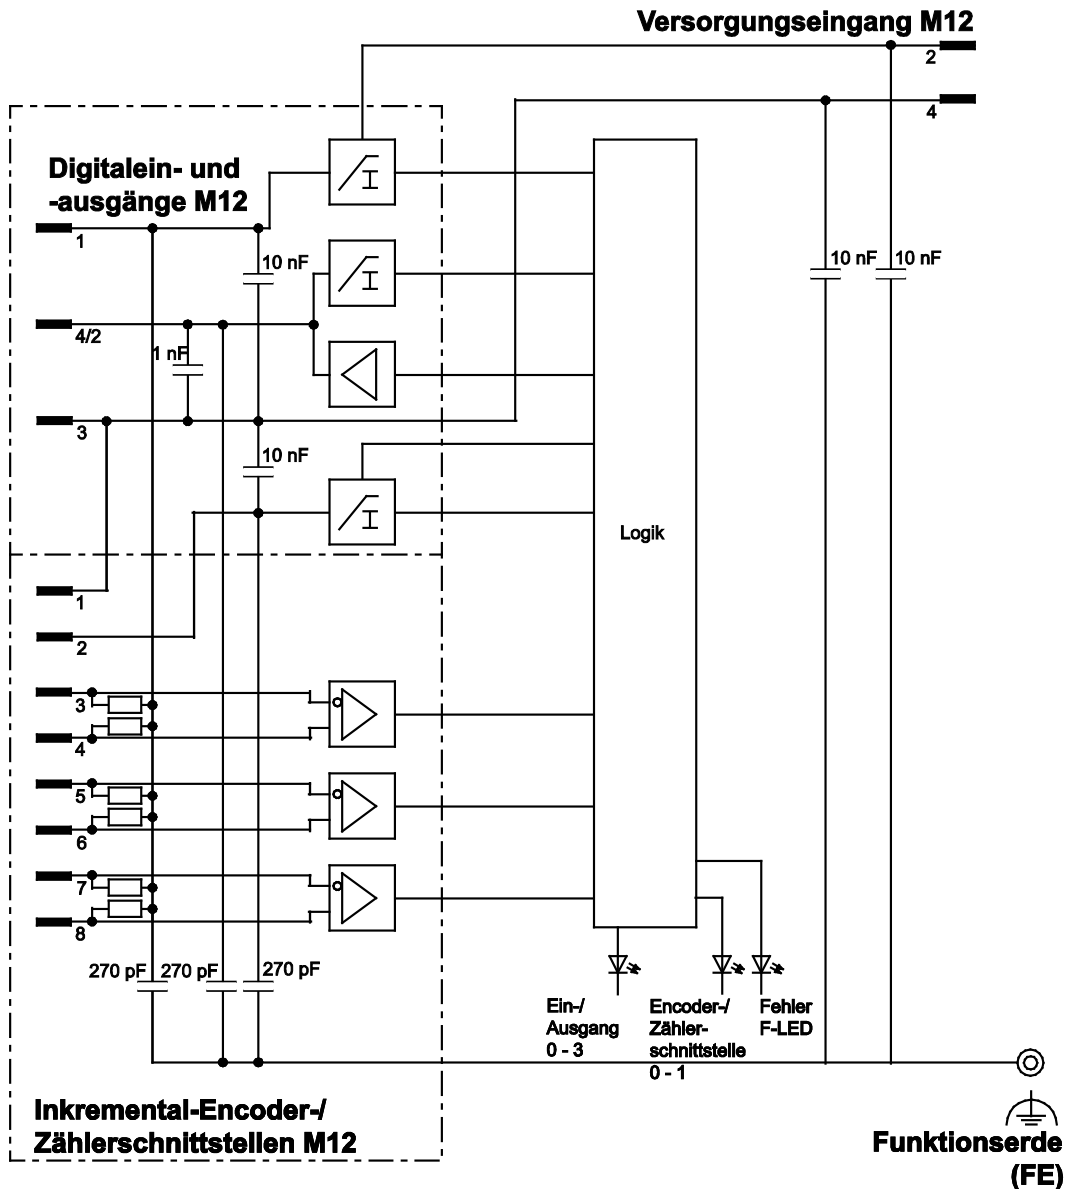 Versorgungseingang M12
2
4
Digitalein- und
-ausgänge M12
1
10 nF
10 nF
10 nF
4/2
1 nF
3
10 nF
Logik
1
2
3
4
5
6
7
8
270 pF
270 pF
270 pF
Ein-/
Ausgang
0 - 3
Encoder-/
Zähler-
schnittstelle
0 - 1
Fehler
F-LED
Inkremental-Encoder-/
Zählerschnittstellen M12
Funktionserde
(FE)